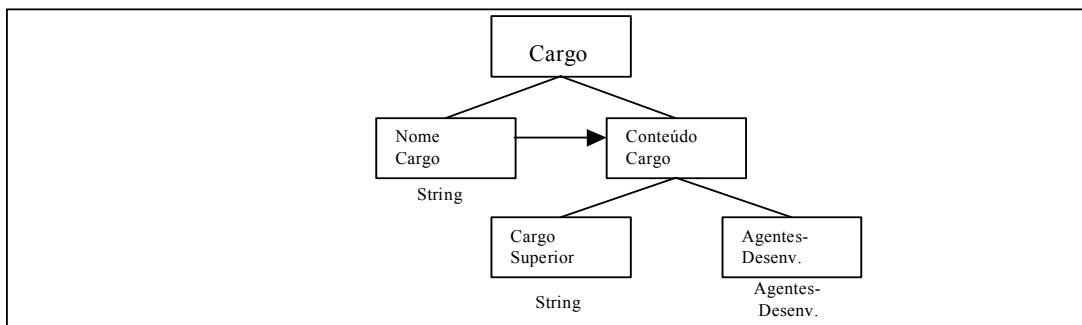 Cargo
Nome
Cargo
Conteúdo
Cargo
String
Cargo
Superior
Agentes-
Desenv.
String
Agentes-
Desenv.